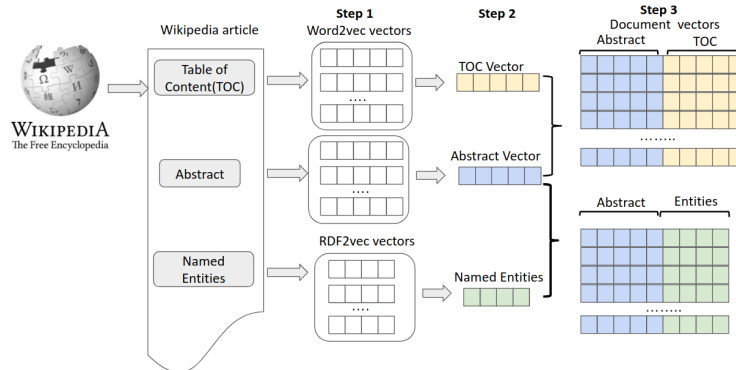 Step 1
Step 2
Step 3
Wikipedia article
Word2vec vectors
Document vectors
Abstract
TOC
Table of
Content(TOC)
....
TOC Vector
........
WIKIPEDIA
The Free Encyclopedia
Abstract
....
Abstract Vector
Abstract
Entities
RDF2vec vectors
Named
Entities
....
Named Entities
........